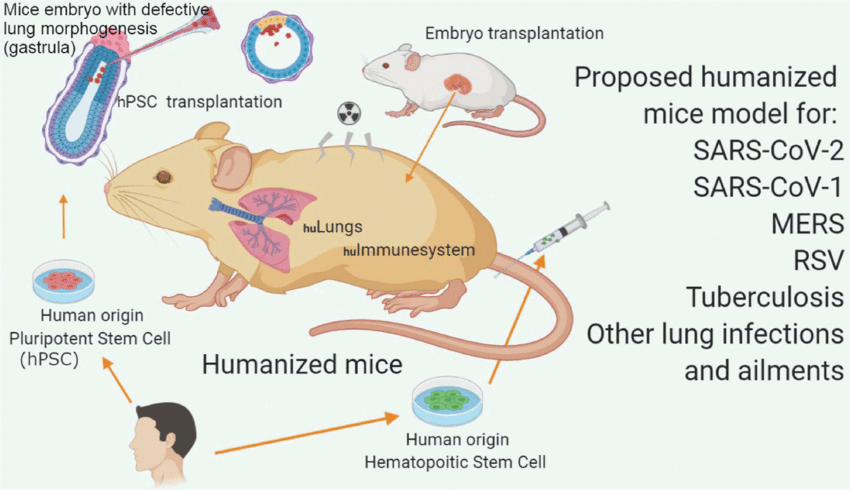 Mice embryo with defective
lung morphogenesis
(gastrula)
hPSC transplantation
Embryo transplantation
huLungs
huImmunesystem
Human origin
Pluripotent Stem Cell
(hPSC)
Humanized mice
Human origin
Hematopoitic Stem Cell
Proposed humanized
mice model for:
SARS-CoV-2
SARS-CoV-1
MERS
RSV
Tuberculosis
Other lung infections
and ailments